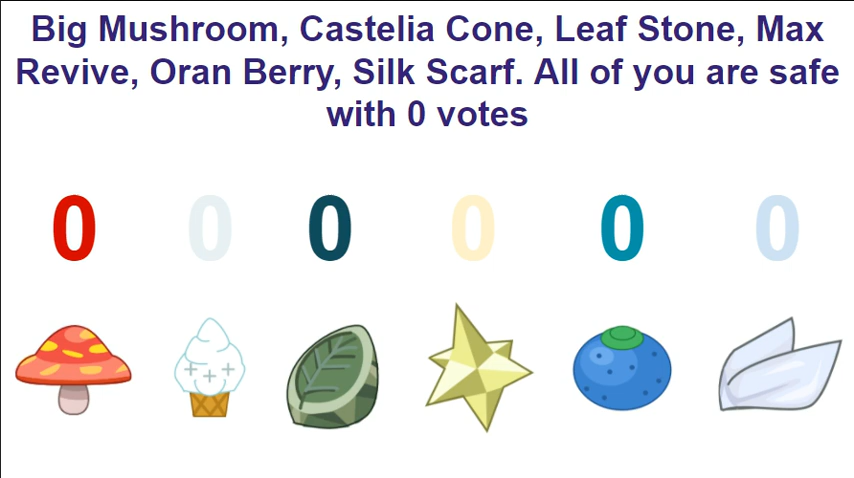 Big Mushroom, Castelia Cone, Leaf Stone, Max
Revive, Oran Berry, Silk Scarf. All of you are safe
with 0 votes
0 0 0 0 0 0